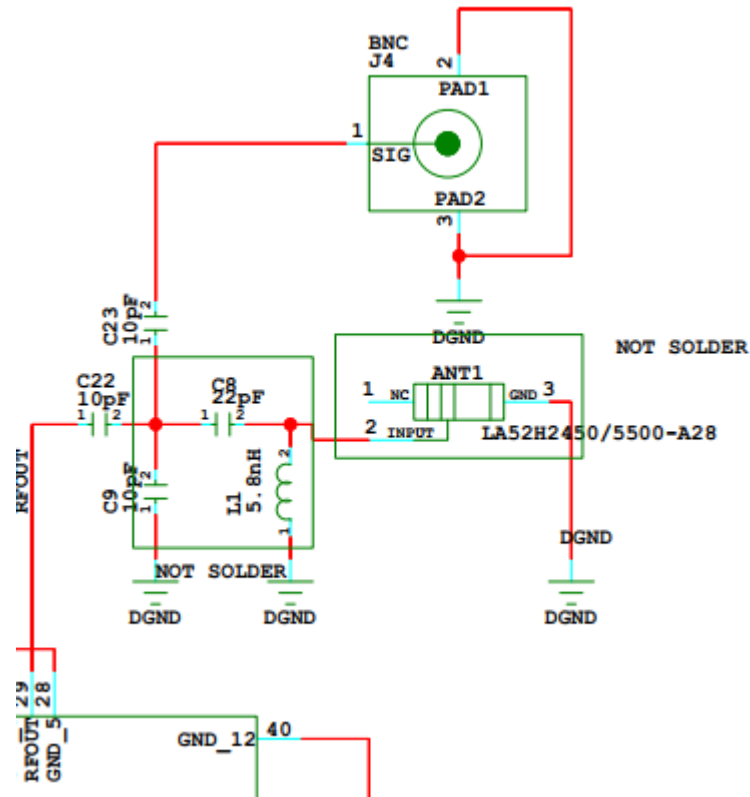 BNC
J4
2
PAD1
1
SIG
PAD2
3
DGND
C23
10pF
2
1
NOT SOLDER
ANT1
1
NC
GND
3
2
INPUT
LA52H2450/5500-A28
C22
10pF
1
2
C8
22pF
1
2
RFOUT
C9
10pF
2
1
L1
5.8nH
2
1
DGND
NOT SOLDER
DGND
DGND
DGND
29
28
RFOUT
GND_5
GND_12
40